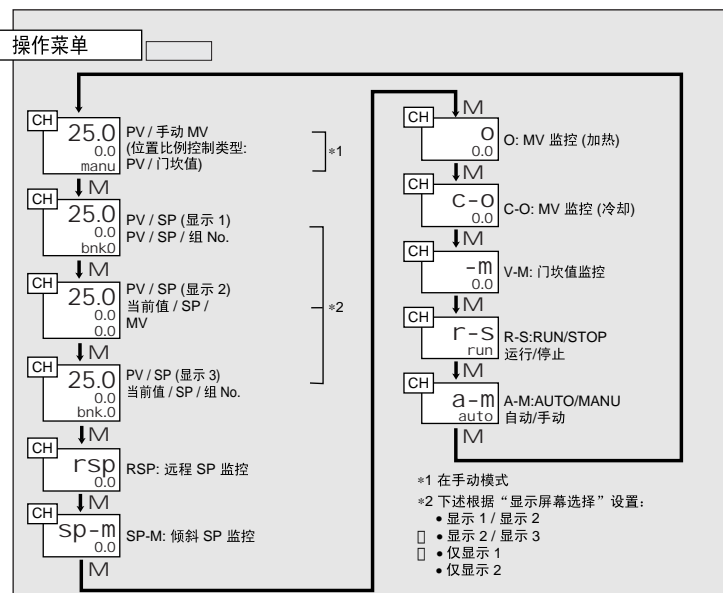 操作菜单
CH
25.0
0.0
manu
PV / 手动 MV
(位置比例控制类型:
PV / 门坎值)
*1
M
CH
25.0
0.0
bnk0
PV / SP (显示 1)
PV / SP / 组 No.
M
CH
25.0
0.0
0.0
PV / SP (显示 2)
当前值 / SP /
MV
*2
M
CH
25.0
0.0
bnk.0
PV / SP (显示 3)
当前值 / SP / 组 No.
M
CH
rsp
0.0
RSP: 远程 SP 监控
M
CH
sp-m
0.0
SP-M: 倾斜 SP 监控
M
M
CH
o
0.0
O: MV 监控 (加热)
M
CH
c-o
0.0
C-O: MV 监控 (冷却)
M
CH
-m
0.0
V-M: 门坎值监控
M
CH
r-s
run
R-S:RUN/STOP
运行/停止
M
CH
a-m
auto
A-M:AUTO/MANU
自动/手动
M
*1 在手动模式
*2 下述根据“显示屏幕选择”设置:
• 显示 1 / 显示 2
• 显示 2 / 显示 3
• 仅显示 1
• 仅显示 2